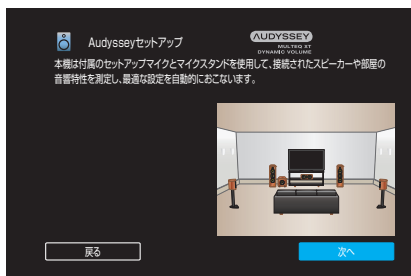 Audysseyセットアップ
AUDYSSEY
MULTEQ XT
DYNAMIC VOLUME
本機は付属のセットアップマイクとマイクスタンドを使用して、接続されたスピーカーや部屋の
音響特性を測定し、最適な設定を自動的におこないます。
戻る
次へ